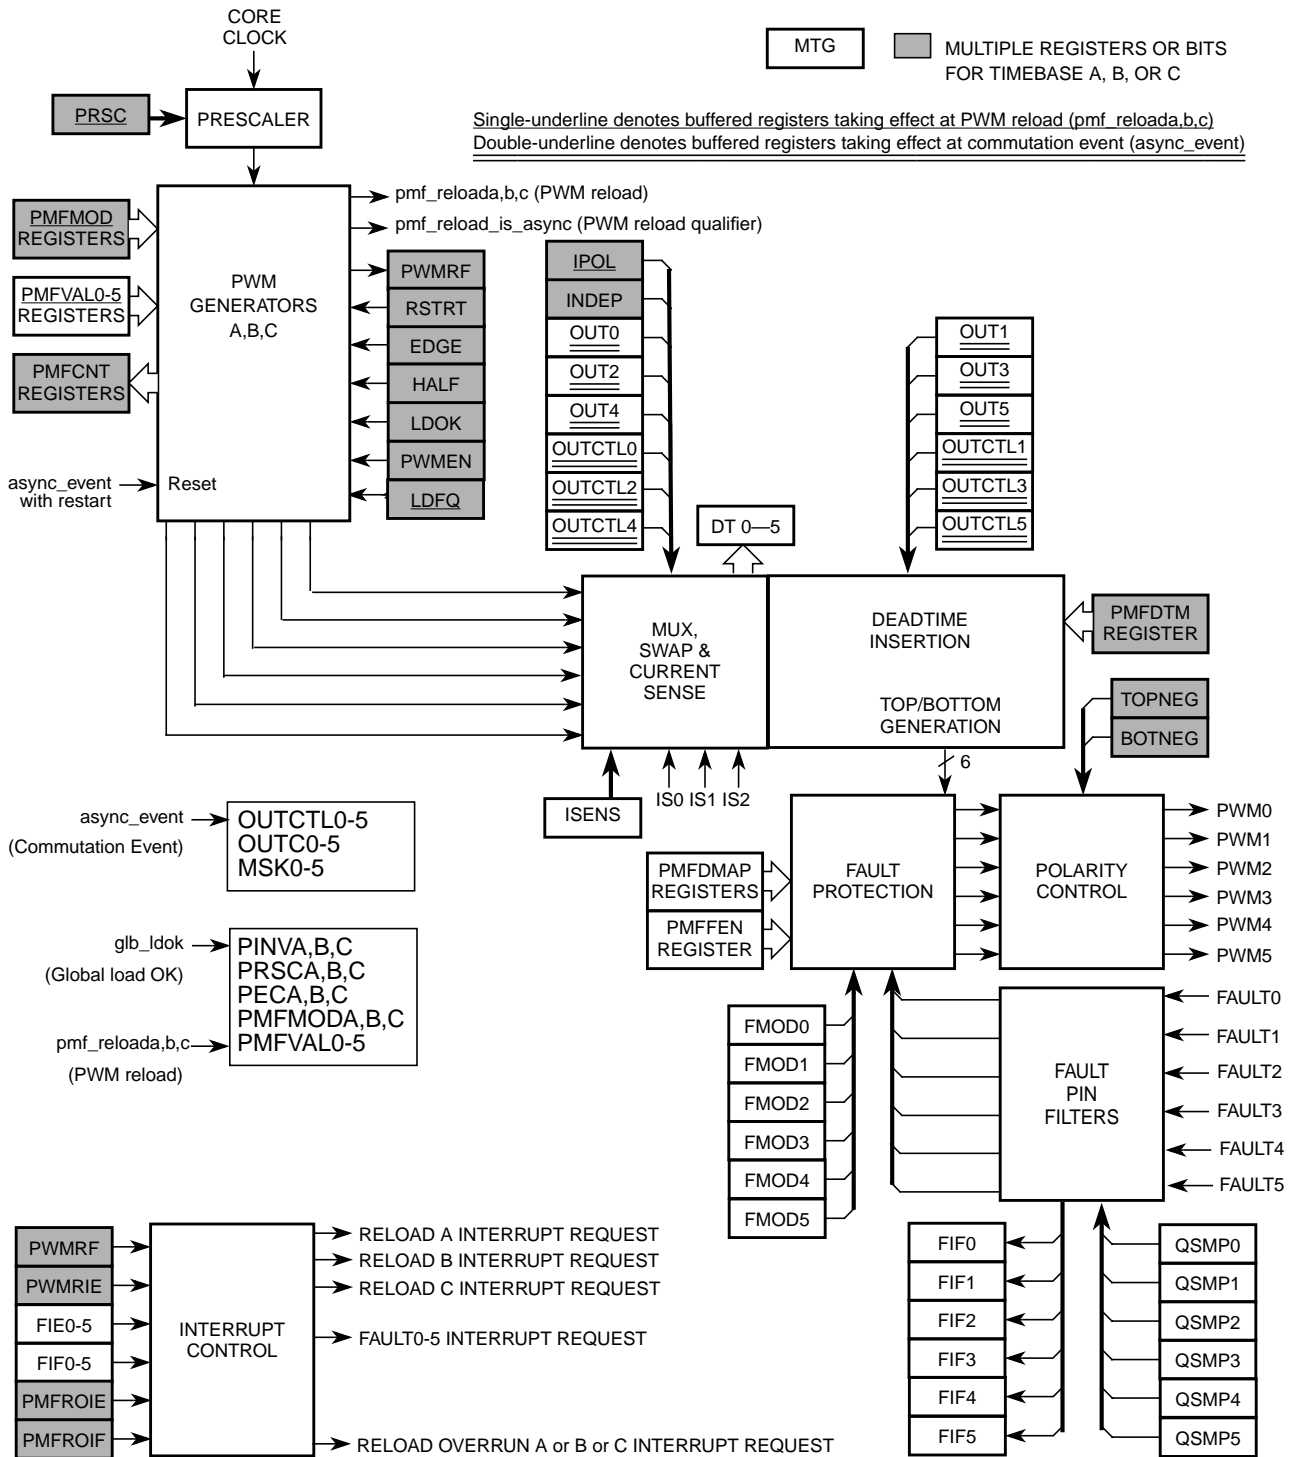 CORE
CLOCK
MTG
MULTIPLE REGISTERS OR BITS
FOR TIMEBASE A, B, OR C
PRSC
PRESCALER
Single-underline denotes buffered registers taking effect at PWM reload (pmf_reloada,b,c)
Double-underline denotes buffered registers taking effect at commutation event (async_event)
pmf_reloada,b,c (PWM reload)
pmf_reload_is_async (PWM reload qualifier)
PMFMOD
REGISTERS
PMFVAL0-5
REGISTERS
PMFCNT
REGISTERS
PWM
GENERATORS
A,B,C
async_event
with restart
Reset
PWMRF
RSTRT
EDGE
HALF
LDOK
PWMEN
LDFQ
IPOL
INDEP
OUT0
OUT2
OUT4
OUTCTL0
OUTCTL2
OUTCTL4
DT 0—5
OUT1
OUT3
OUT5
OUTCTL1
OUTCTL3
OUTCTL5
MUX,
SWAP &
CURRENT
SENSE
DEADTIME
INSERTION
TOP/BOTTOM
GENERATION
PMFDTM
REGISTER
TOPNEG
BOTNEG
6
ISENS
IS0 IS1 IS2
async_event
(Commutation Event)
OUTCTL0-5
OUTC0-5
MSK0-5
glb_ldok
(Global load OK)
pmf_reloada,b,c
(PWM reload)
PINVA,B,C
PRSCA,B,C
PECA,B,C
PMFMODA,B,C
PMFVAL0-5
PMFDMAP
REGISTERS
PMFFEN
REGISTER
FAULT
PROTECTION
POLARITY
CONTROL
PWM0
PWM1
PWM2
PWM3
PWM4
PWM5
FMOD0
FMOD1
FMOD2
FMOD3
FMOD4
FMOD5
FAULT
PIN
FILTERS
FAULT0
FAULT1
FAULT2
FAULT3
FAULT4
FAULT5
FIF0
FIF1
FIF2
FIF3
FIF4
FIF5
QSMP0
QSMP1
QSMP2
QSMP3
QSMP4
QSMP5
PWMRF
PWMRIE
FIE0-5
FIF0-5
PMFROIE
PMFROIF
INTERRUPT
CONTROL
RELOAD A INTERRUPT REQUEST
RELOAD B INTERRUPT REQUEST
RELOAD C INTERRUPT REQUEST
FAULT0-5 INTERRUPT REQUEST
RELOAD OVERRUN A or B or C INTERRUPT REQUEST